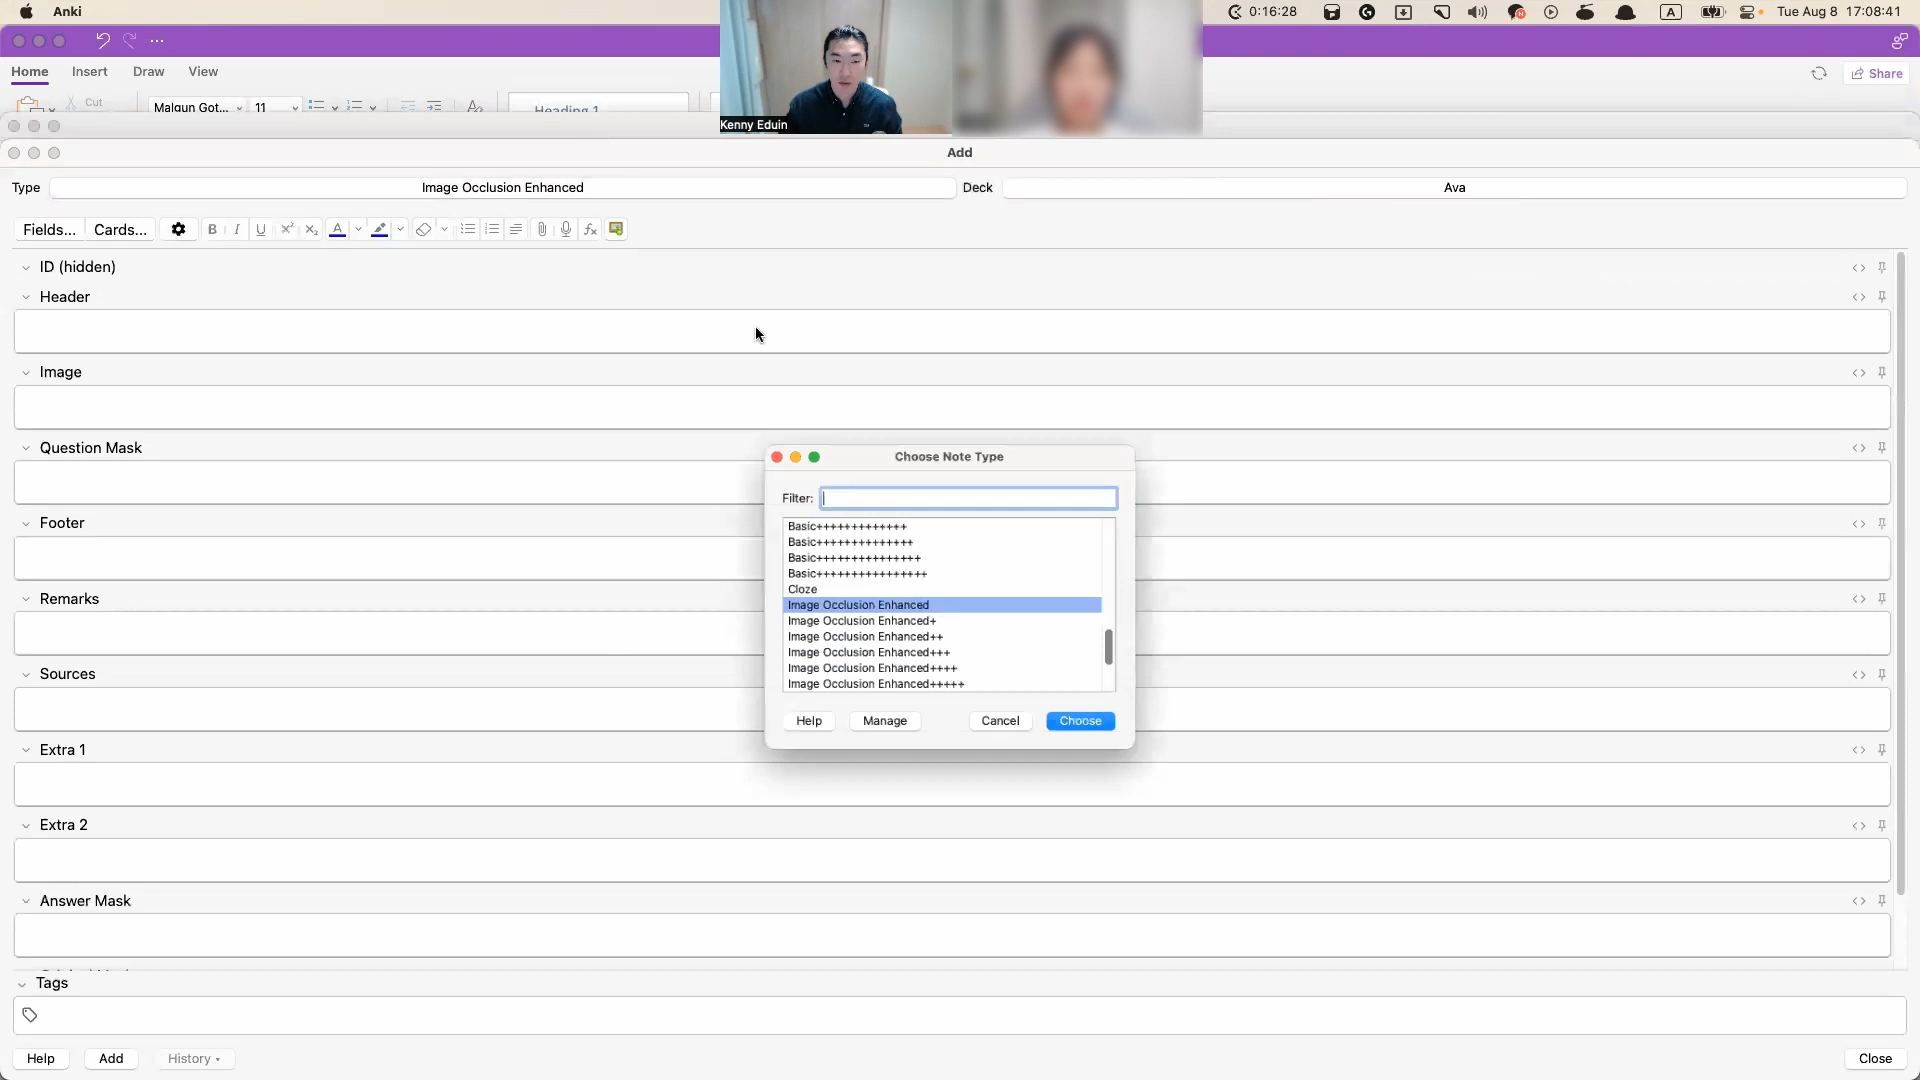 Anki
0:16:28
A
Tue Aug 8 17:08:41
Home
Insert
Draw
View
Share
Cut
Malgun Got...
11
Heading 1
Kenny Eduin
Add
Type
Image Occlusion Enhanced
Deck
Ava
Fields...
Cards...
B
I
U
A
ID (hidden)
Header
Image
Question Mask
Footer
Remarks
Sources
Extra 1
Extra 2
Answer Mask
Tags
Choose Note Type
Filter:
Basic+++++++++++++
Basic++++++++++++++
Basic+++++++++++++++
Basic++++++++++++++++
Cloze
Image Occlusion Enhanced
Image Occlusion Enhanced+
Image Occlusion Enhanced++
Image Occlusion Enhanced+++
Image Occlusion Enhanced++++
Image Occlusion Enhanced+++++
Help
Manage
Cancel
Choose
Help
Add
History
Close